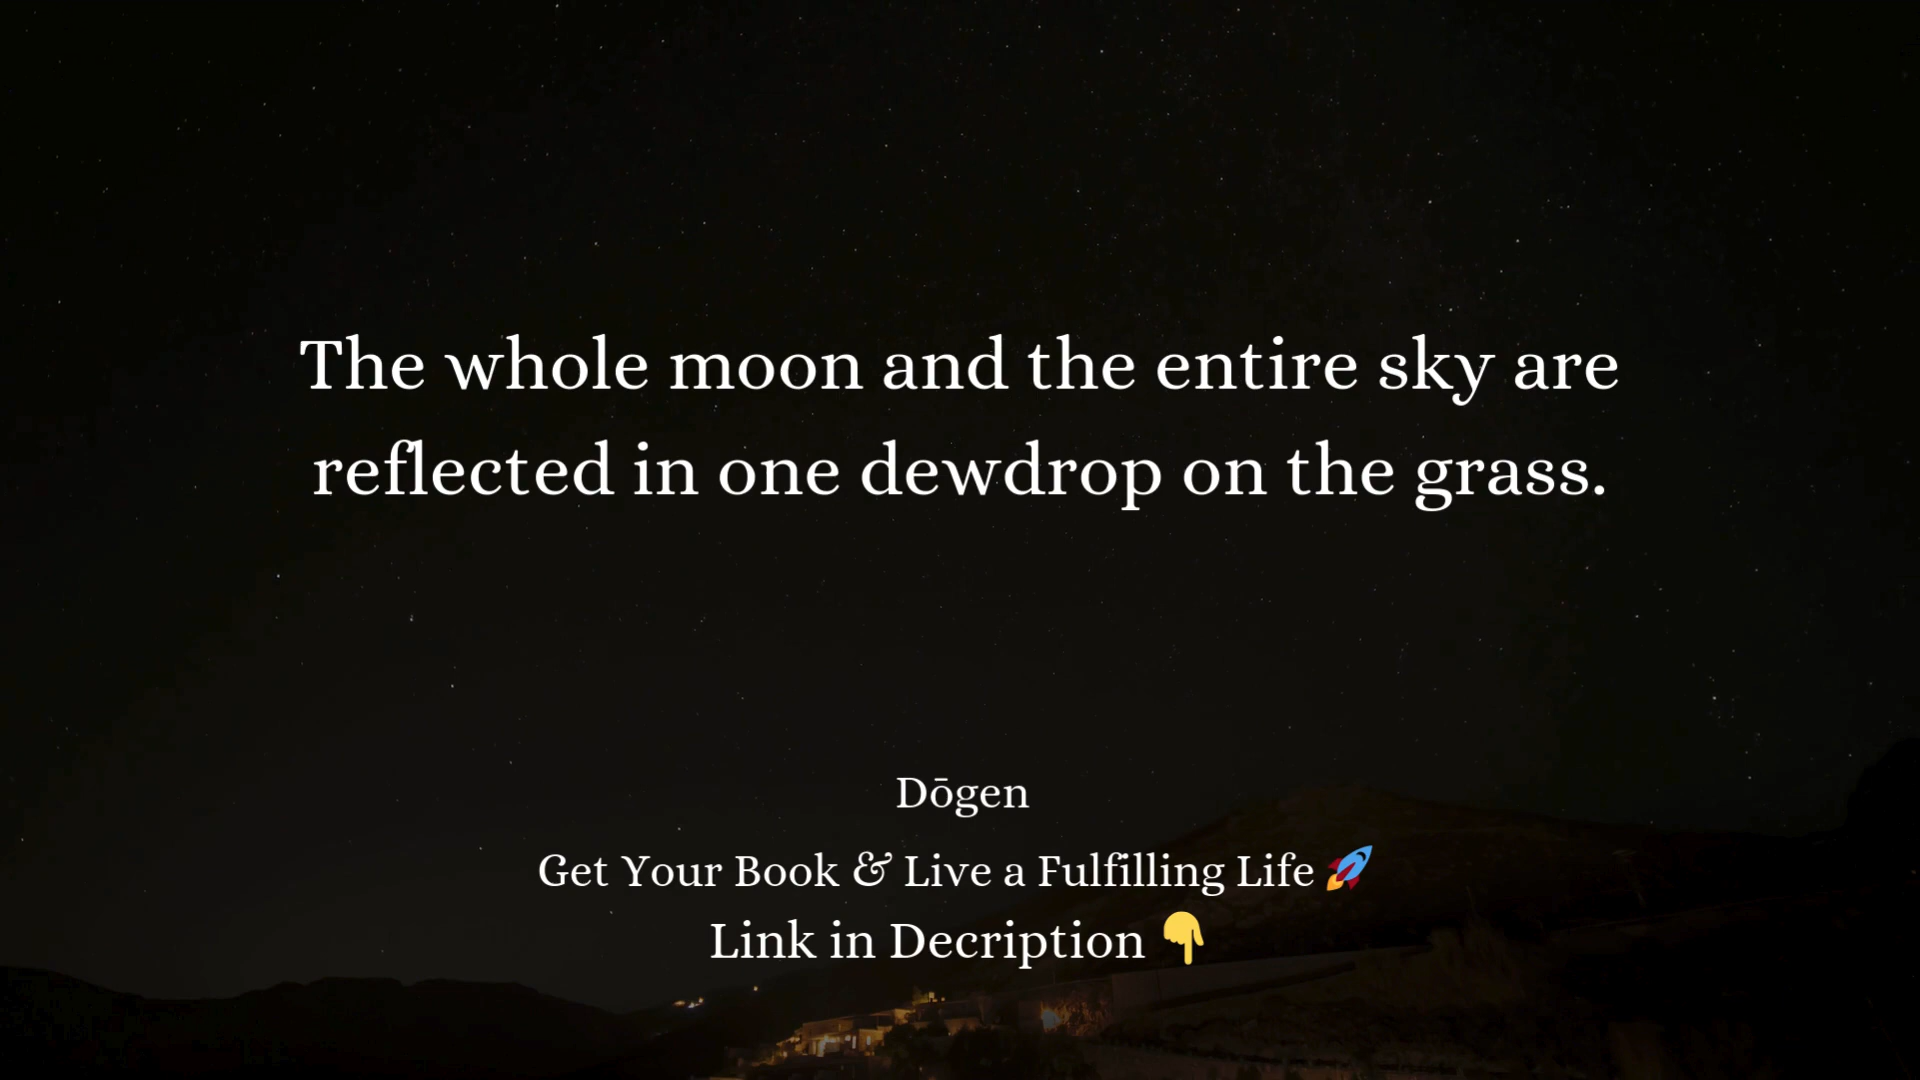 The whole moon and the entire sky are
reflected in one dewdrop on the grass.
Dōgen
Get Your Book & Live a Fulfilling Life 🚀
Link in Decription 👇